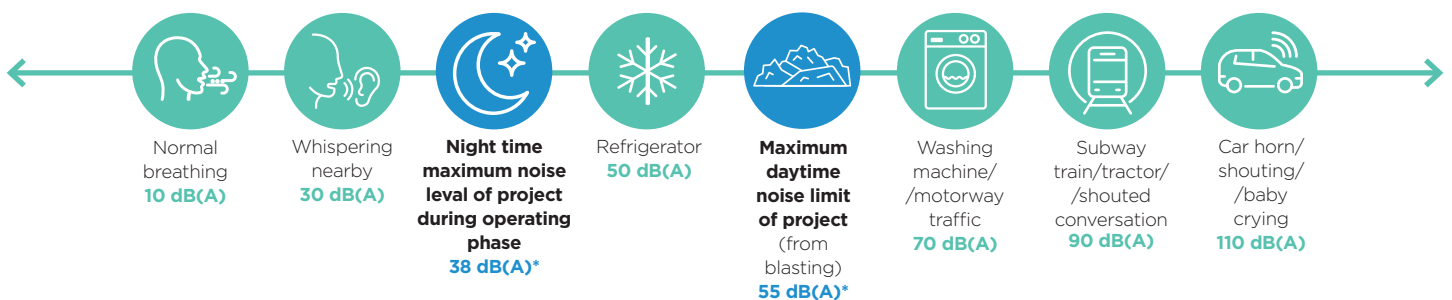 Normal
breathing
10 dB(A)
Whispering
nearby
30 dB(A)
Night time
maximum noise
leval of project
during operating
phase
38 dB(A)*
Refrigerator
50 dB(A)
Maximum
daytime
noise limit
of project
(from
blasting)
55 dB(A)*
Washing
machine/
/motorway
traffic
70 dB(A)
Subway
train/tractor/
/shouted
conversation
90 dB(A)
Car horn/
shouting/
/baby
crying
110 dB(A)